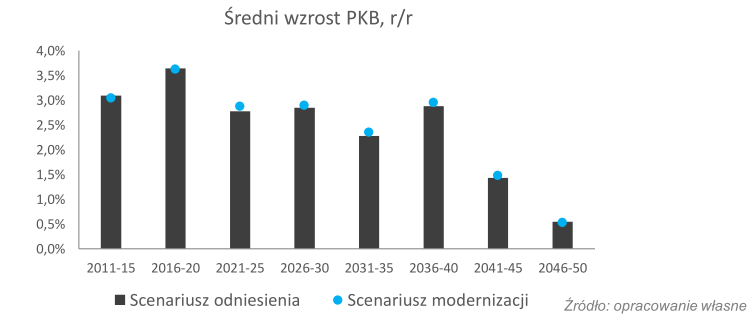 Średni wzrost PKB, r/r
4,0%
3,5%
3,0%
2,5%
2,0%
1,5%
1,0%
0,5%
0,0%
2011-15 2016-20 2021-25 2026-30 2031-35 2036-40 2041-45 2046-50
Scenariusz odniesienia Scenariusz modernizacji
Źródło: opracowanie własne